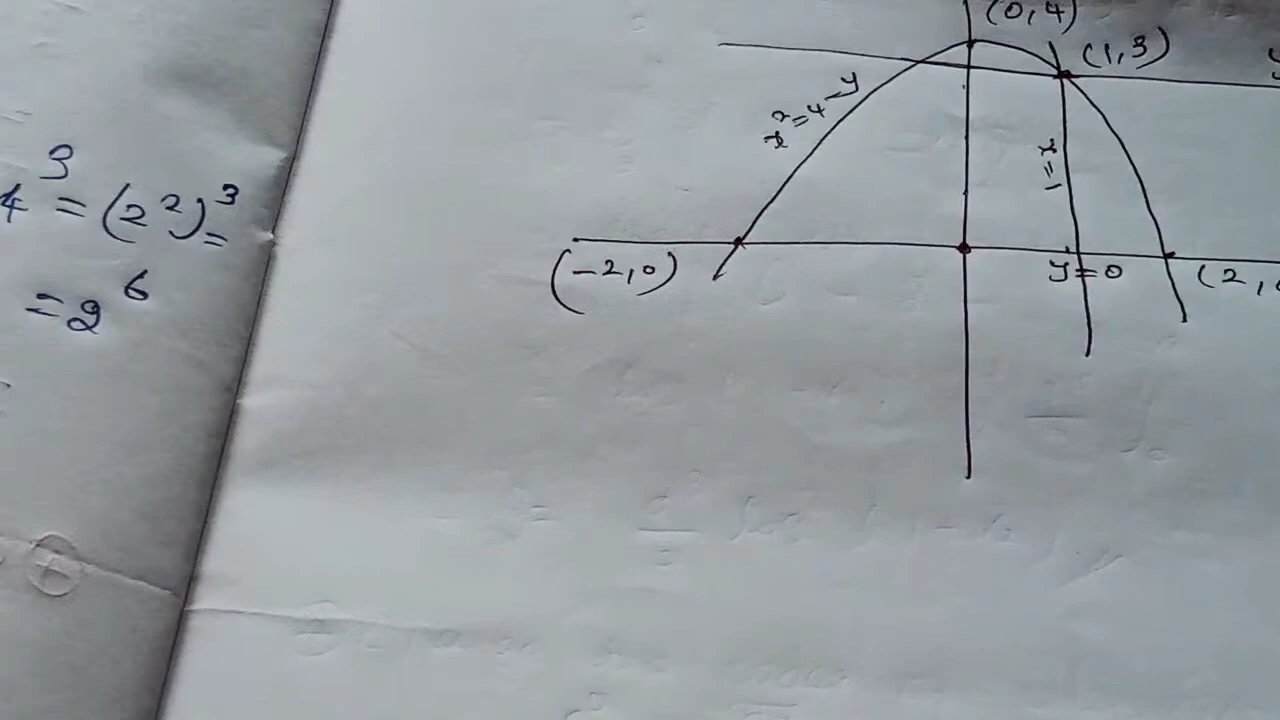 4³ = (2²)³
= 2⁶
(0,4)
(1,3)
y
x² = 4 - y
x = 1
(-2,0)
y = 0
(2,